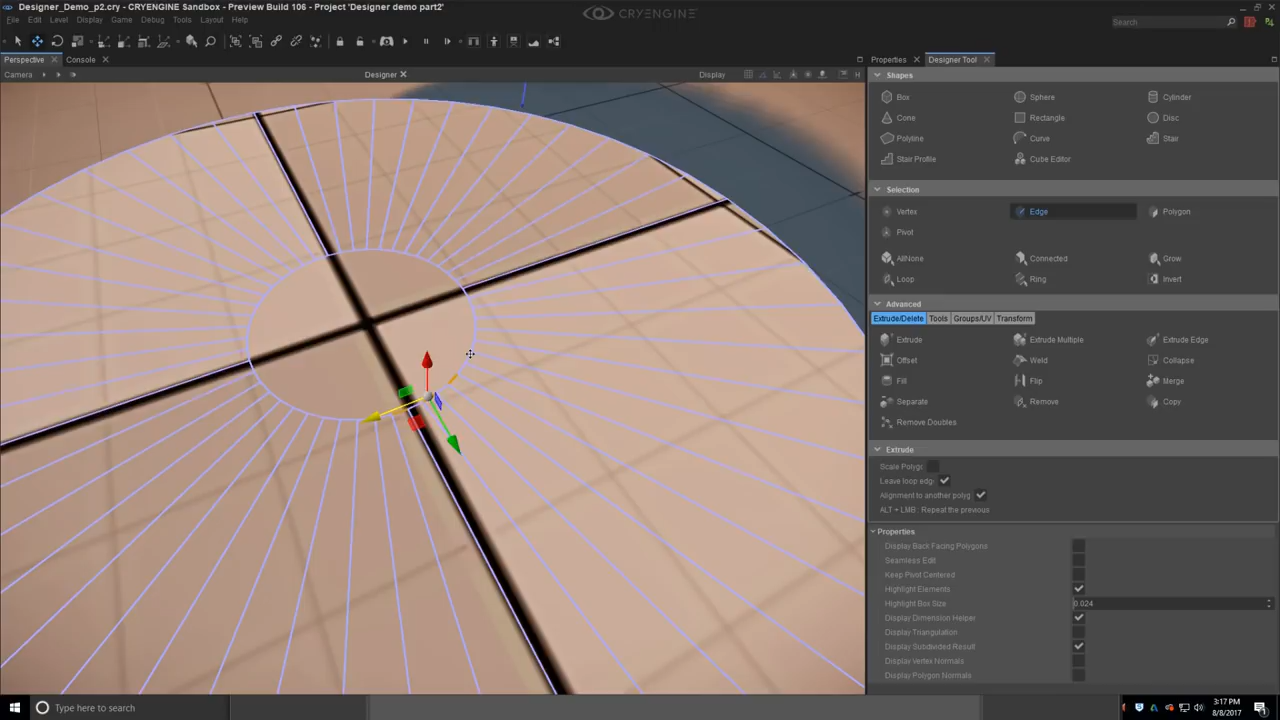 Designer_Demo_p2.cry - CRYENGINE Sandbox - Preview Build 106 - Project 'Designer demo part2'
CRYENGINE
File Edit Level Display Game Debug Tools Layout Help
Search
Perspective Console
Properties Designer Tool
Camera Designer Display H
Shapes
Box Sphere Cylinder
Cone Rectangle Disc
Polyline Curve Stair
Stair Profile Cube Editor
Selection
Vertex Edge Polygon
Pivot
AllNone Connected Grow
Loop Ring Invert
Advanced
Extrude/Delete Tools Groups/UV Transform
Extrude Extrude Multiple Extrude Edge
Offset Weld Collapse
Fill Flip Merge
Separate Remove Copy
Remove Doubles
Extrude
Scale Polygc
Leave loop edg
Alignment to another polyg
ALT + LMB : Repeat the previous
Properties
Display Back Facing Polygons
Seamless Edit
Keep Pivot Centered
Highlight Elements
Highlight Box Size 0.024
Display Dimension Helper
Display Triangulation
Display Subdivided Result
Display Vertex Normals
Display Polygon Normals
Type here to search
3:17 PM
8/8/2017